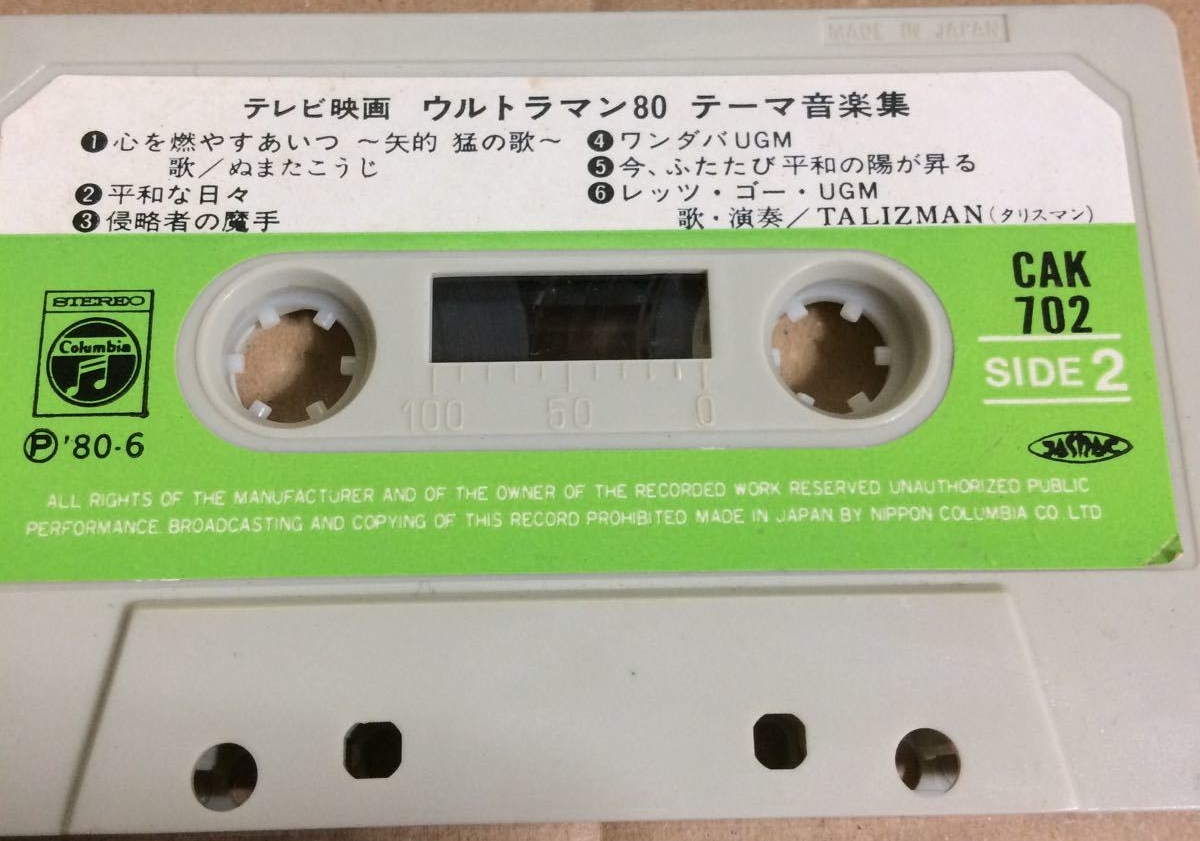 MADE IN JAPAN
テレビ映画 ウルトラマン80 テーマ音楽集
❶心を燃やすあいつ 〜矢的 猛の歌〜
歌／ぬまたこうじ
❷平和な日々
❸侵略者の魔手
❹ワンダバUGM
❺今、ふたたび平和の陽が昇る
❻レッツ・ゴー・UGM
歌・演奏／TALIZMAN(タリスマン)
STEREO
Columbia
Ⓟ'80-6
100 50 0
CAK
702
SIDE 2
JASRAC
ALL RIGHTS OF THE MANUFACTURER AND OF THE OWNER OF THE RECORDED WORK RESERVED UNAUTHORIZED PUBLIC
PERFORMANCE. BROADCASTING AND COPYING OF THIS RECORD PROHIBITED MADE IN JAPAN BY NIPPON COLUMBIA CO. LTD